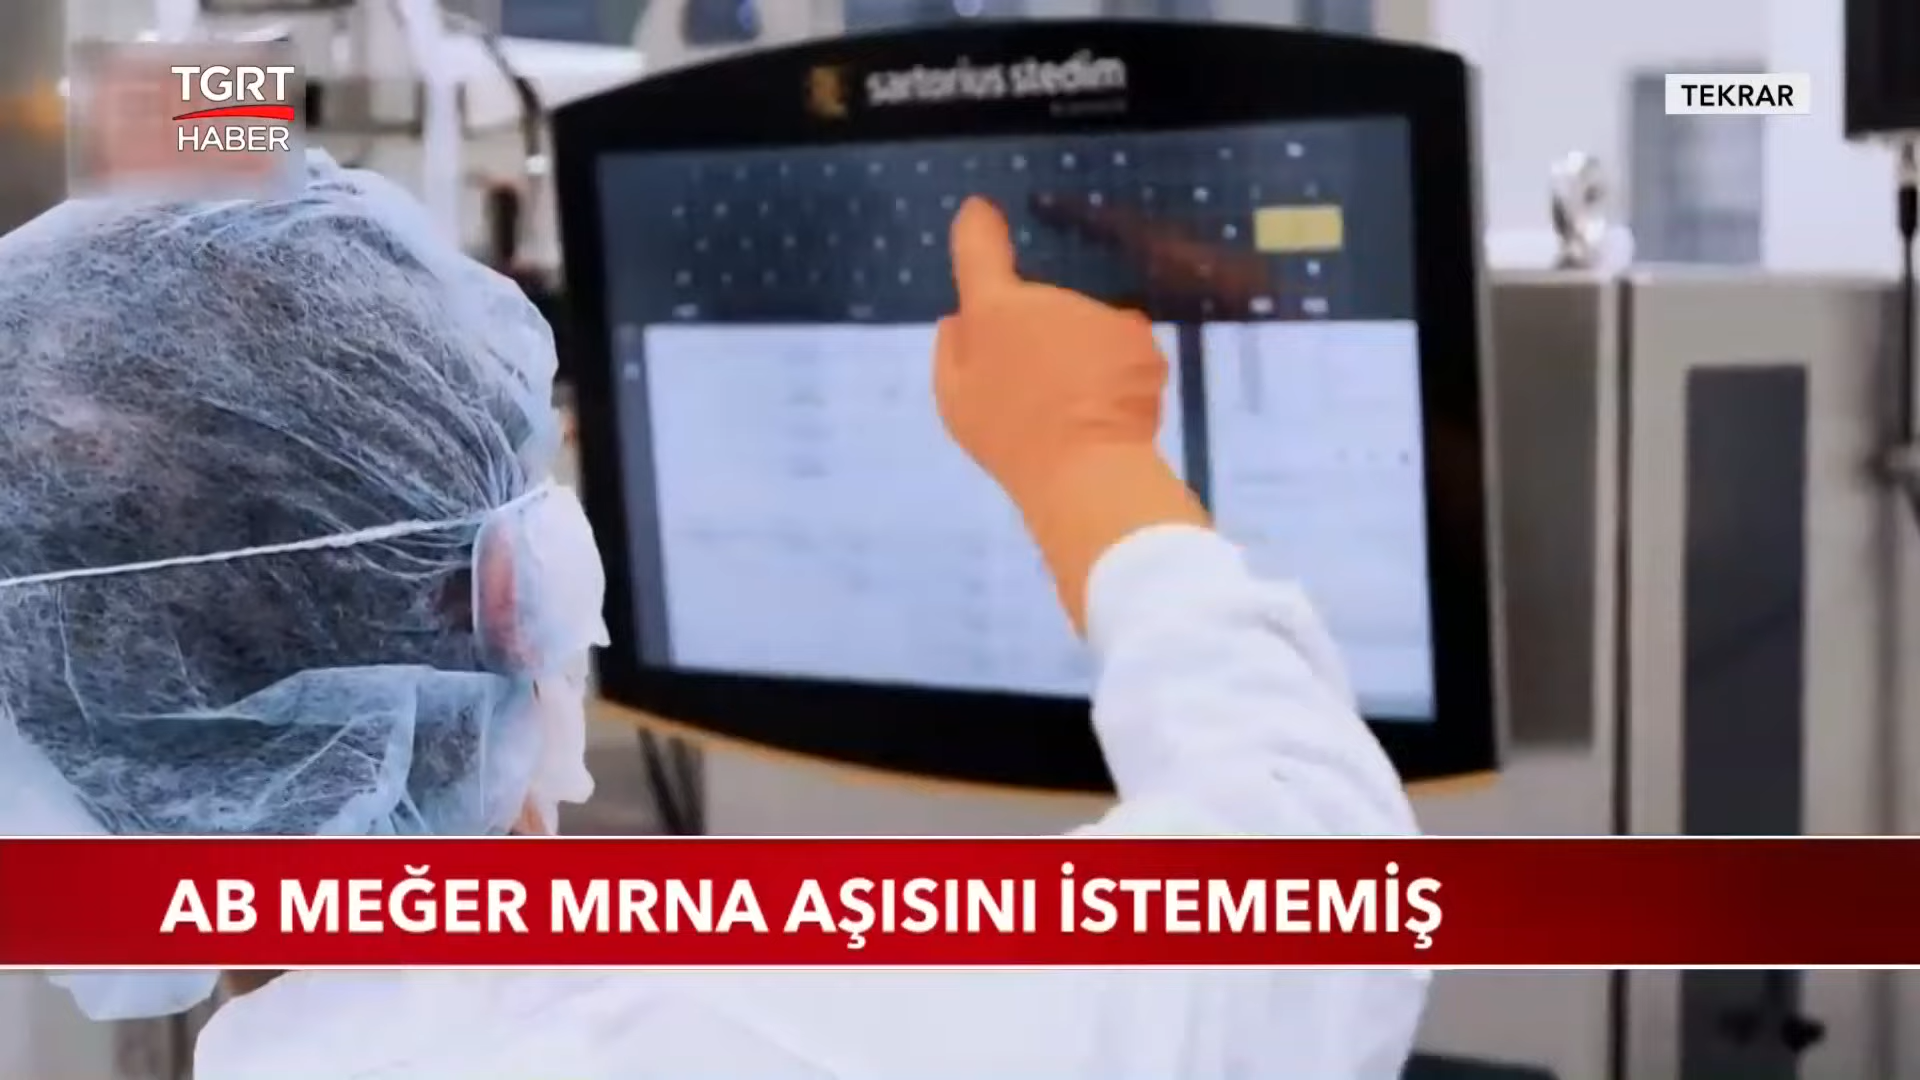 TGRT
HABER
sartorius stedim
TEKRAR
AB MEĞER MRNA AŞISINI İSTEMEMİŞ